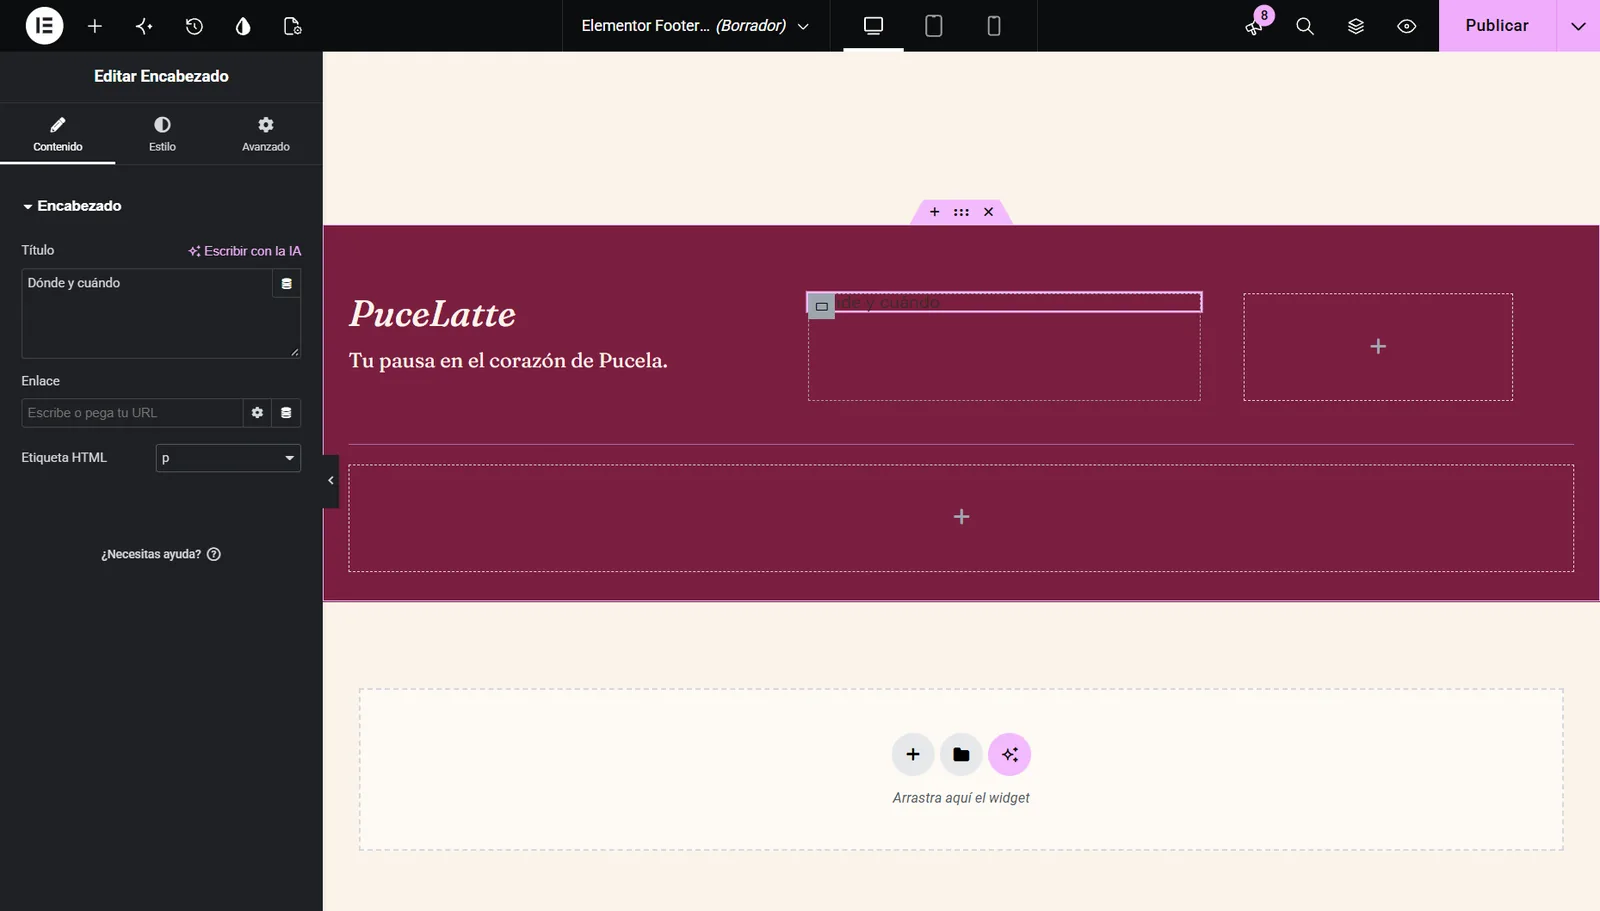 Elementor Footer... (Borrador)
8
Publicar
Editar Encabezado
Contenido
Estilo
Avanzado
Encabezado
Título
Escribir con la IA
Dónde y cuándo
Enlace
Escribe o pega tu URL
Etiqueta HTML
p
¿Necesitas ayuda?
PuceLatte
Tu pausa en el corazón de Pucela.
de y cuándo
Arrastra aquí el widget